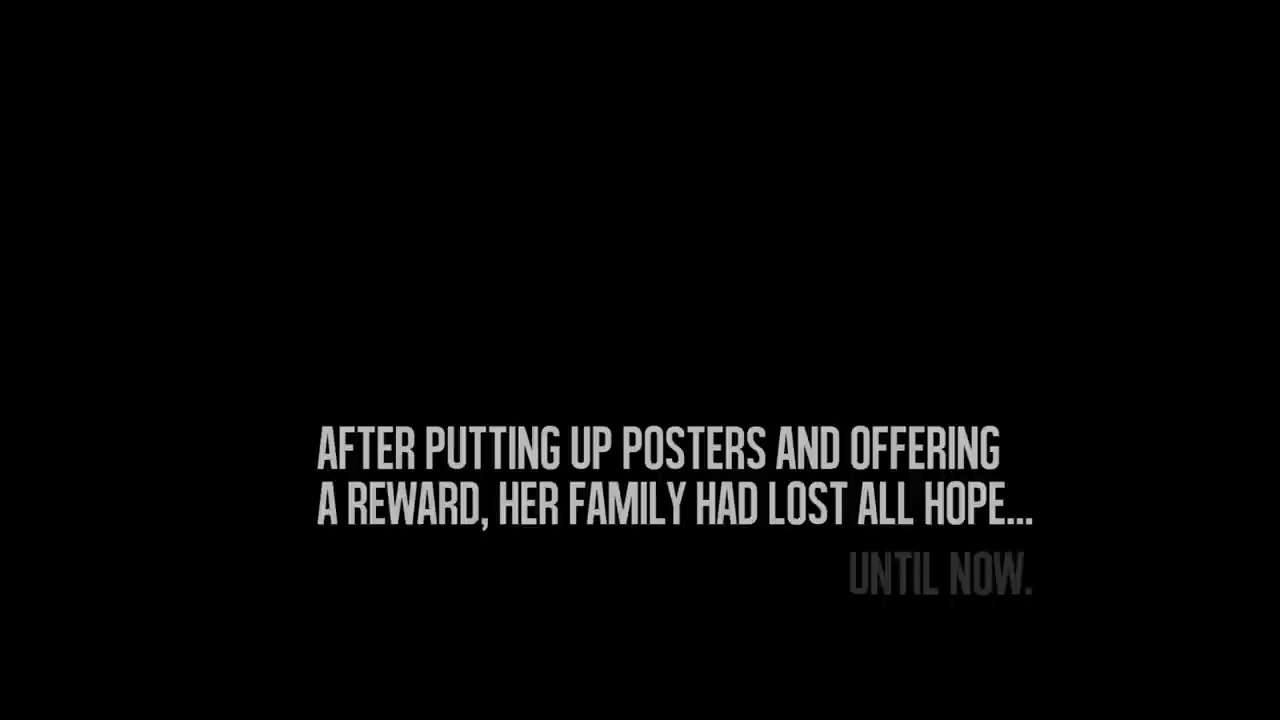 AFTER PUTTING UP POSTERS AND OFFERING
A REWARD, HER FAMILY HAD LOST ALL HOPE...
UNTIL NOW.